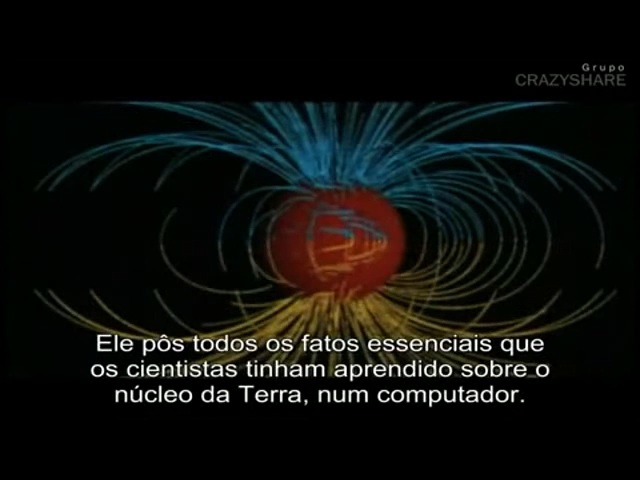 Grupo
CRAZYSHARE
Ele pôs todos os fatos essenciais que
os cientistas tinham aprendido sobre o
núcleo da Terra, num computador.